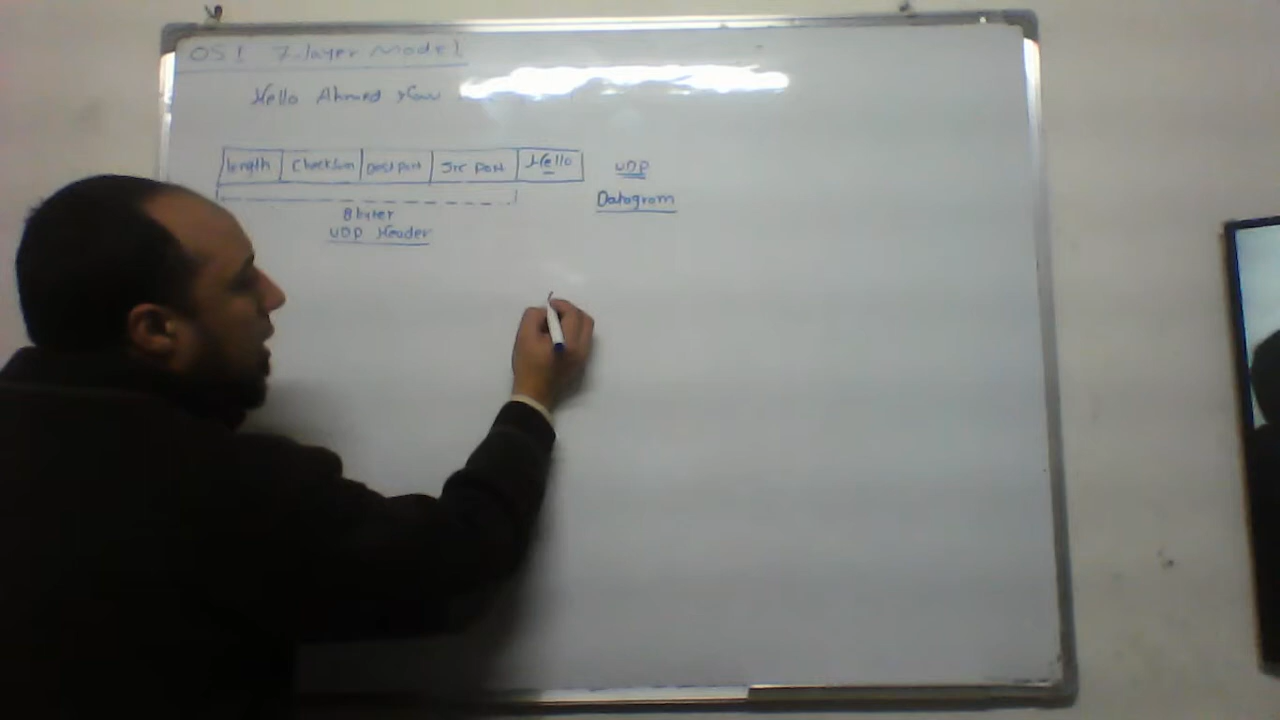 OSI 7-layer Model
Hello Ahmed How
length Checksum Dest port Src port Hello
UDP
Datagram
8 bytes
UDP Header